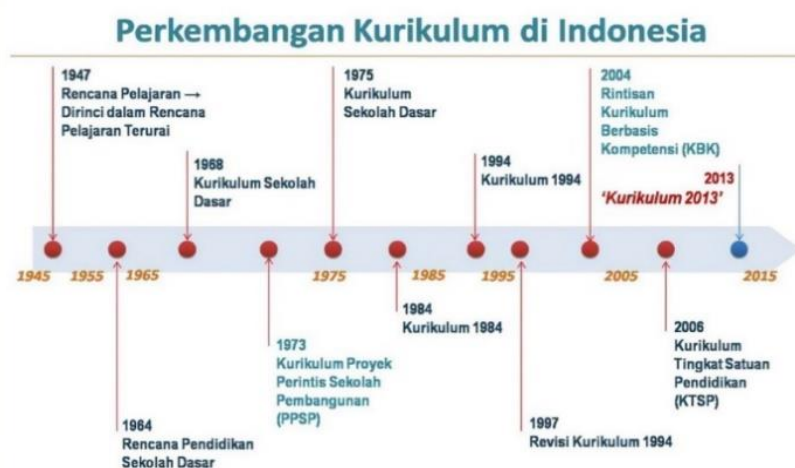 Perkembangan Kurikulum di Indonesia
1947
Rencana Pelajaran →
Dirinci dalam Rencana
Pelajaran Terurai
1975
Kurikulum
Sekolah Dasar
2004
Rintisan
Kurikulum
Berbasis
Kompetensi (KBK)
1968
Kurikulum Sekolah
Dasar
1994
Kurikulum 1994
2013
‘Kurikulum 2013’
1945
1955
1965
1975
1985
1995
2005
2015
1964
Rencana Pendidikan
Sekolah Dasar
1973
Kurikulum Proyek
Perintis Sekolah
Pembangunan
(PPSP)
1984
Kurikulum 1984
1997
Revisi Kurikulum 1994
2006
Kurikulum
Tingkat Satuan
Pendidikan
(KTSP)